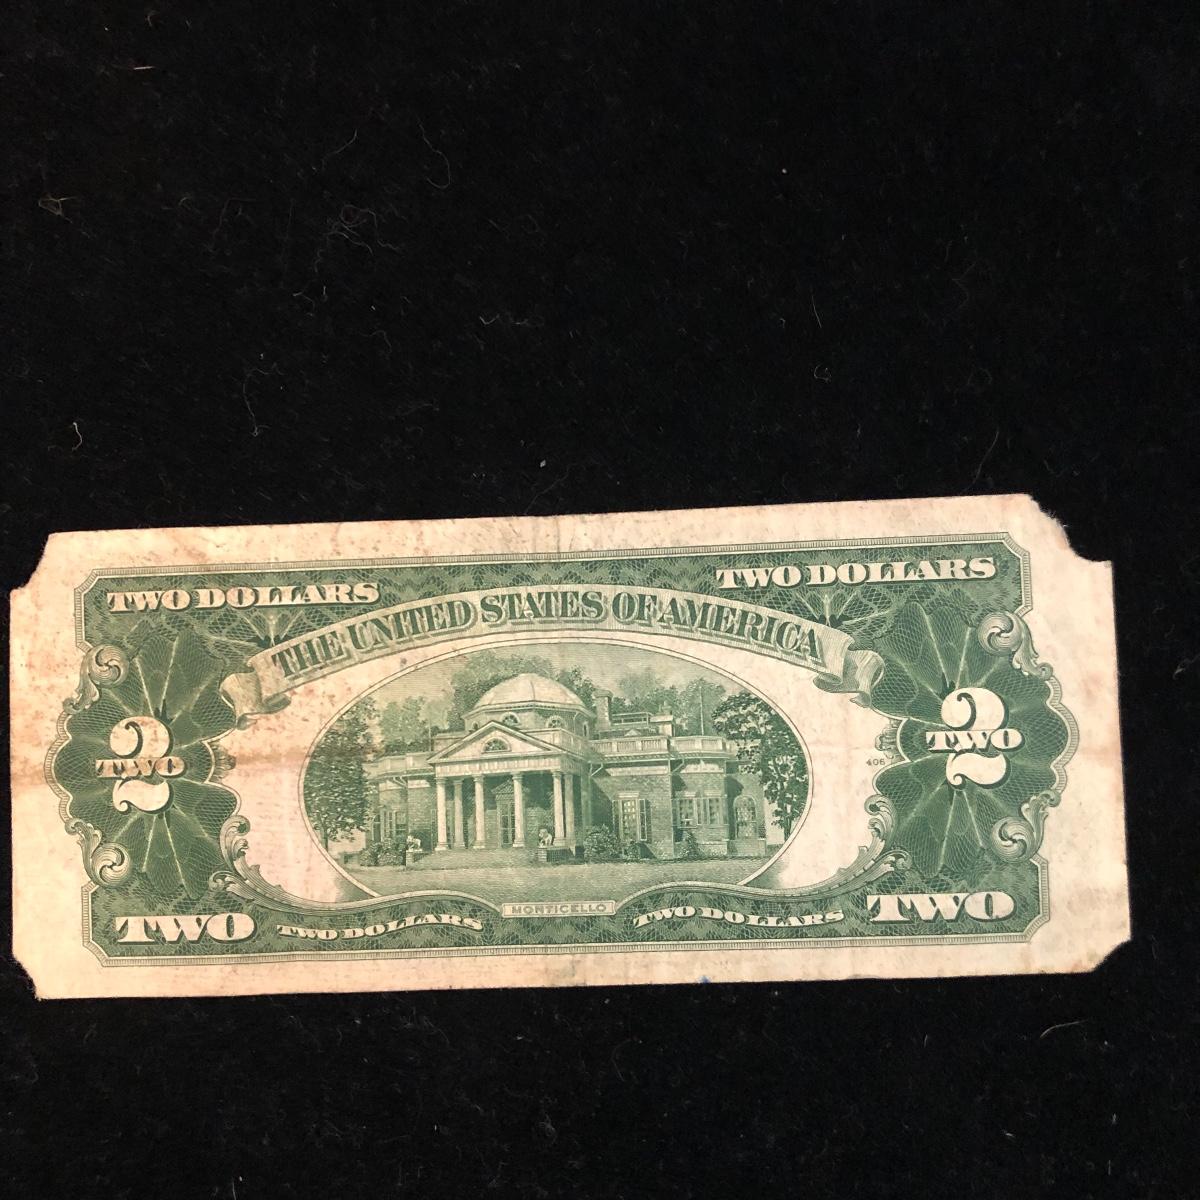 TWO DOLLARS
TWO DOLLARS
THE UNITED STATES OF AMERICA
2
TWO
2
TWO
406
MONTICELLO
TWO
TWO DOLLARS
TWO DOLLARS
TWO